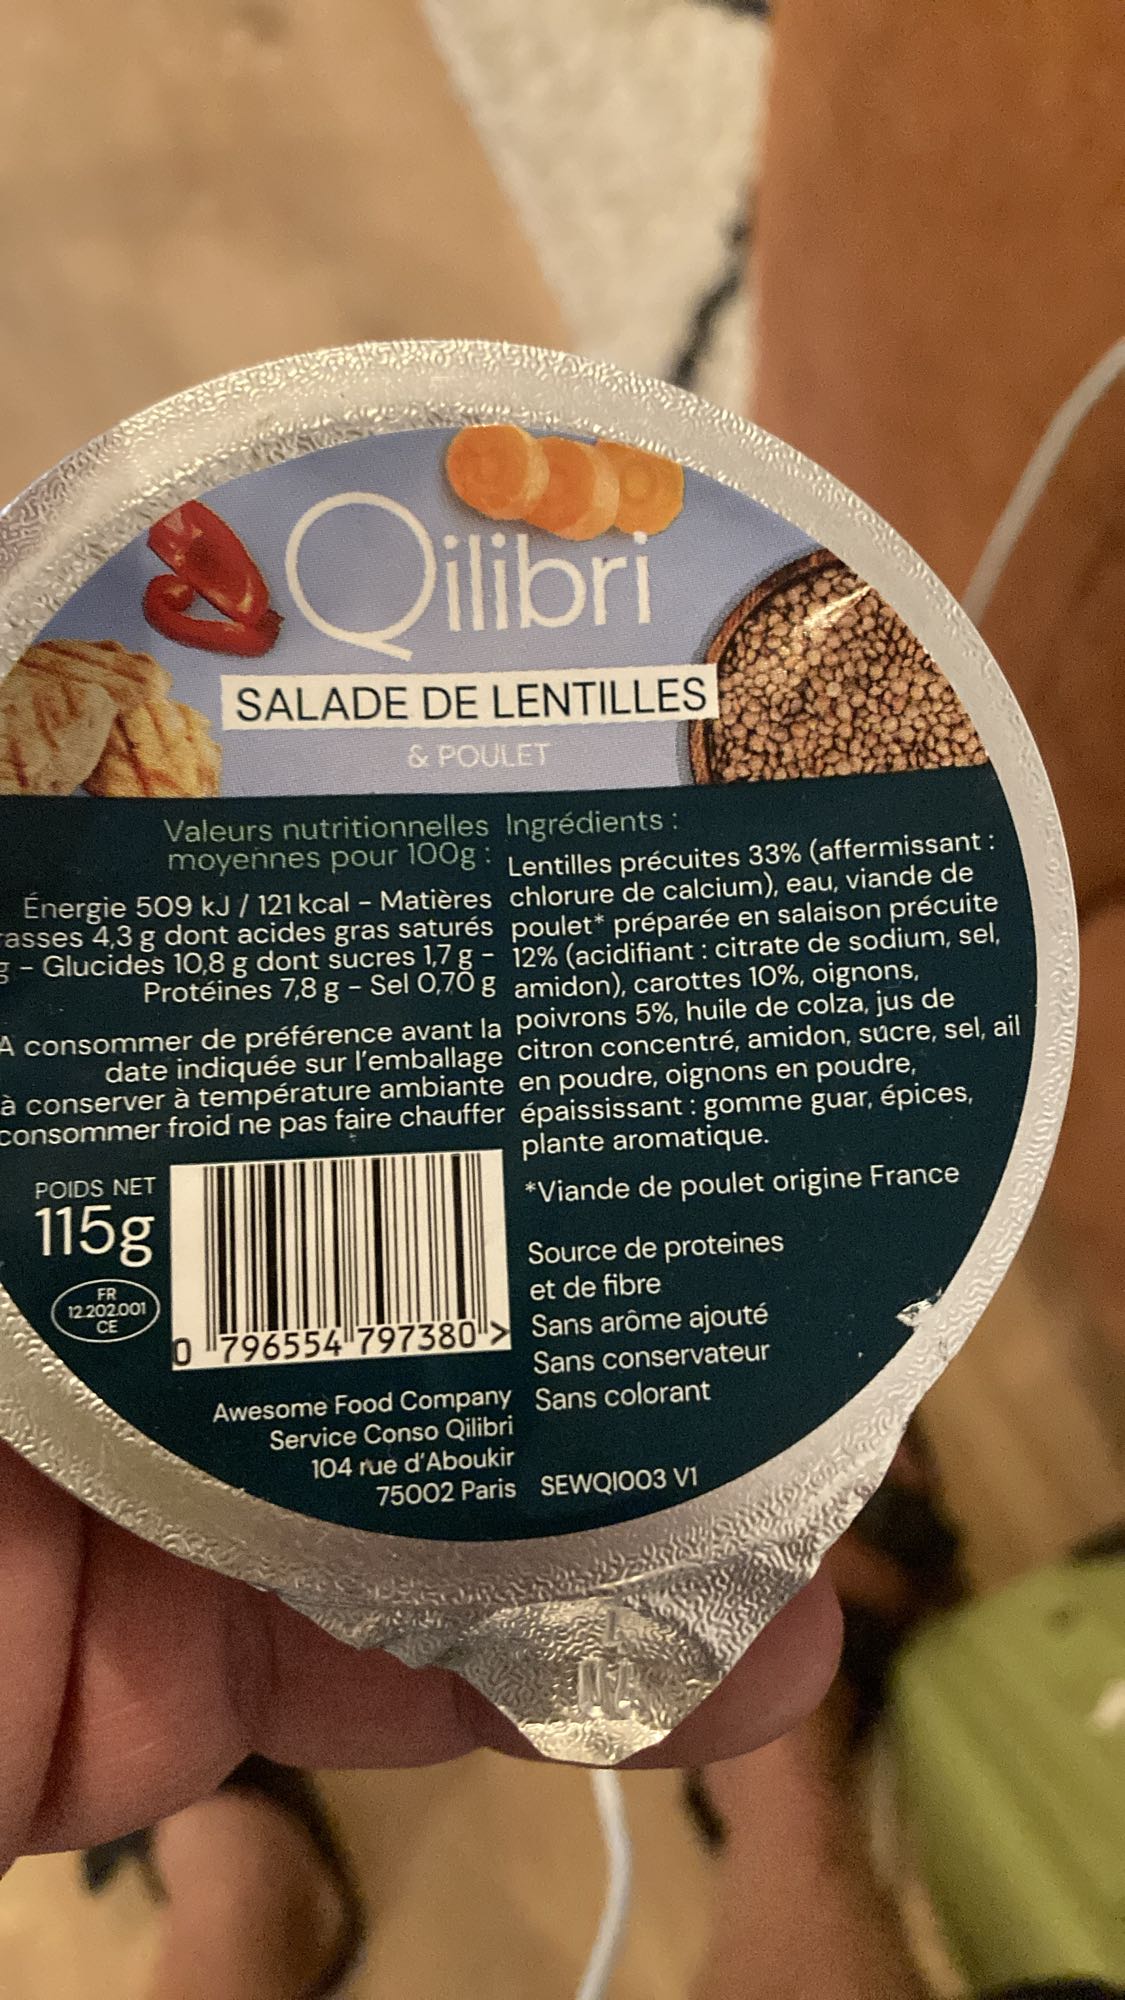 Qilibri
SALADE DE LENTILLES
& POULET
Valeurs nutritionnelles
moyennes pour 100g :
Énergie 509 kJ / 121 kcal – Matières
rasses 4,3 g dont acides gras saturés
g – Glucides 10,8 g dont sucres 1,7 g –
Protéines 7,8 g – Sel 0,70 g
A consommer de préférence avant la
date indiquée sur l'emballage
à conserver à température ambiante
consommer froid ne pas faire chauffer
POIDS NET
115g
FR
12.202.001
CE
0 796554 797380 >
Awesome Food Company
Service Conso Qilibri
104 rue d'Aboukir
75002 Paris
Ingrédients :
Lentilles précuites 33% (affermissant :
chlorure de calcium), eau, viande de
poulet* préparée en salaison précuite
12% (acidifiant : citrate de sodium, sel,
amidon), carottes 10%, oignons,
poivrons 5%, huile de colza, jus de
citron concentré, amidon, sucre, sel, ail
en poudre, oignons en poudre,
épaississant : gomme guar, épices,
plante aromatique.
*Viande de poulet origine France
Source de proteines
et de fibre
Sans arôme ajouté
Sans conservateur
Sans colorant
SEWQI003 V1